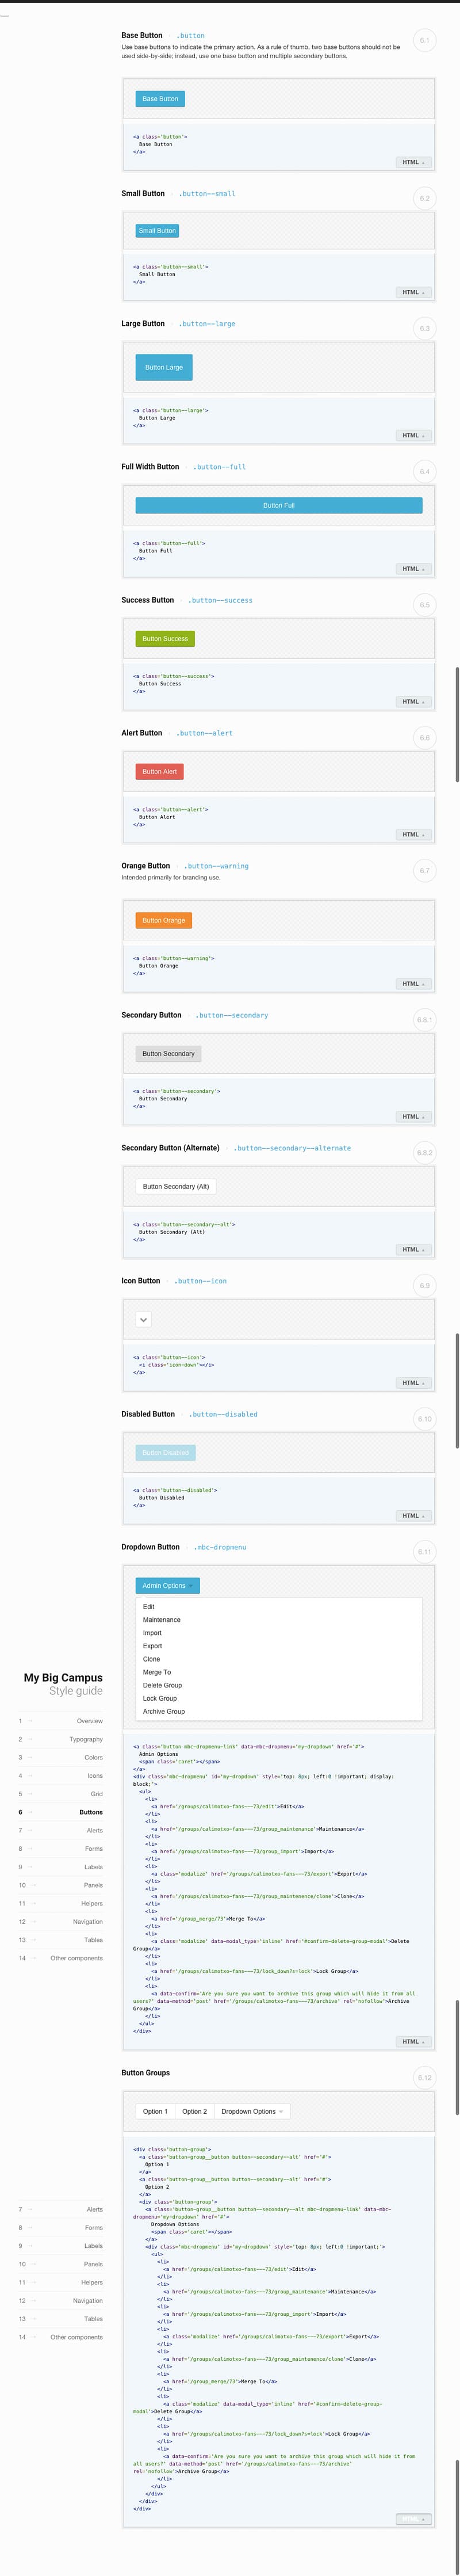 Base Button · .button
6.1
Use base buttons to indicate the primary action. As a rule of thumb, two base buttons should not be
used side-by-side; instead, use one base button and multiple secondary buttons.
Base Button
<a class="button">
Base Button
</a>
HTML
Small Button · .button--small
6.2
Small Button
<a class="button--small">
Small Button
</a>
HTML
Large Button · .button--large
6.3
Button Large
<a class="button--large">
Button Large
</a>
HTML
Full Width Button · .button--full
6.4
Button Full
<a class="button--full">
Button Full
</a>
HTML
Success Button · .button--success
6.5
Button Success
<a class="button--success">
Button Success
</a>
HTML
Alert Button · .button--alert
6.6
Button Alert
<a class="button--alert">
Button Alert
</a>
HTML
Orange Button · .button--warning
6.7
Intended primarily for branding use.
Button Orange
<a class="button--warning">
Button Orange
</a>
HTML
Secondary Button · .button--secondary
6.8.1
Button Secondary
<a class="button--secondary">
Button Secondary
</a>
HTML
Secondary Button (Alternate) · .button--secondary--alternate
6.8.2
Button Secondary (Alt)
<a class="button--secondary--alt">
Button Secondary (Alt)
</a>
HTML
Icon Button · .button--icon
6.9
<a class="button--icon">
<i class="icon-down"></i>
</a>
HTML
Disabled Button · .button--disabled
6.10
Button Disabled
<a class="button--disabled">
Button Disabled
</a>
HTML
Dropdown Button · .mbc-dropmenu
6.11
Admin Options
Edit
Maintenance
Import
Export
Clone
Merge To
Delete Group
Lock Group
Archive Group
My Big Campus
Style guide
1 Overview
2 Typography
3 Colors
4 Icons
5 Grid
6 Buttons
7 Alerts
8 Forms
9 Labels
10 Panels
11 Helpers
12 Navigation
13 Tables
14 Other components
<a class="button mbc-dropmenu-link" data-mbc-dropmenu="my-dropdown" href="#">
Admin Options
<span class="caret"></span>
</a>
<div class="mbc-dropmenu" id="my-dropdown" style="top: 0px; left:0 !important; display:
block;">
<ul>
<li>
<a href="/groups/calimotxo-fans---73/edit">Edit</a>
</li>
<li>
<a href="/groups/calimotxo-fans---73/group_maintenance">Maintenance</a>
</li>
<li>
<a href="/groups/calimotxo-fans---73/group_import">Import</a>
</li>
<li>
<a class="modalize" href="/groups/calimotxo-fans---73/export">Export</a>
</li>
<li>
<a href="/groups/calimotxo-fans---73/group_maintenence/clone">Clone</a>
</li>
<li>
<a href="/group_merge/73">Merge To</a>
</li>
<li>
<a class="modalize" data-modal_type="inline" href="#confirm-delete-group-modal">Delete
Group</a>
</li>
<li>
<a href="/groups/calimotxo-fans---73/lock_down?s=lock">Lock Group</a>
</li>
<li>
<a data-confirm="Are you sure you want to archive this group which will hide it from all
users?" data-method="post" href="/groups/calimotxo-fans---73/archive" rel="nofollow">Archive
Group</a>
</li>
</ul>
</div>
HTML
Button Groups
6.12
Option 1 Option 2 Dropdown Options
<div class="button-group">
<a class="button-group__button button--secondary--alt" href="#">
Option 1
</a>
<a class="button-group__button button--secondary--alt" href="#">
Option 2
</a>
<div class="button-group">
<a class="button-group__button button--secondary--alt mbc-dropmenu-link" data-mbc-
dropmenu="my-dropdown" href="#">
Dropdown Options
<span class="caret"></span>
</a>
<div class="mbc-dropmenu" id="my-dropdown" style="top: 0px; left:0 !important;">
<ul>
<li>
<a href="/groups/calimotxo-fans---73/edit">Edit</a>
</li>
<li>
<a href="/groups/calimotxo-fans---73/group_maintenance">Maintenance</a>
</li>
<li>
<a href="/groups/calimotxo-fans---73/group_import">Import</a>
</li>
<li>
<a class="modalize" href="/groups/calimotxo-fans---73/export">Export</a>
</li>
<li>
<a href="/groups/calimotxo-fans---73/group_maintenence/clone">Clone</a>
</li>
<li>
<a href="/group_merge/73">Merge To</a>
</li>
<li>
<a class="modalize" data-modal_type="inline" href="#confirm-delete-group-
modal">Delete Group</a>
</li>
<li>
<a href="/groups/calimotxo-fans---73/lock_down?s=lock">Lock Group</a>
</li>
<li>
<a data-confirm="Are you sure you want to archive this group which will hide it from
all users?" data-method="post" href="/groups/calimotxo-fans---73/archive"
rel="nofollow">Archive Group</a>
</li>
</ul>
</div>
</div>
</div>
HTML
7 Alerts
8 Forms
9 Labels
10 Panels
11 Helpers
12 Navigation
13 Tables
14 Other components